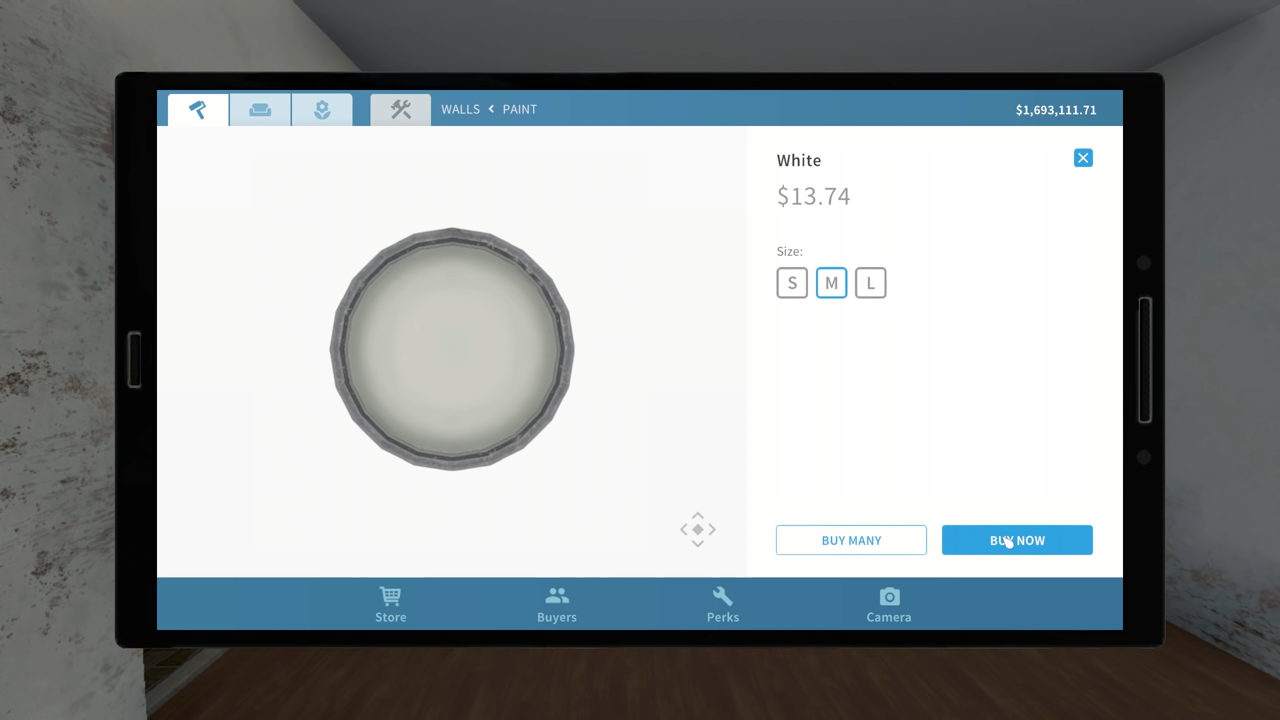 WALLS < PAINT
$1,693,111.71
White
$13.74
Size:
S M L
BUY MANY
BUY NOW
Store
Buyers
Perks
Camera